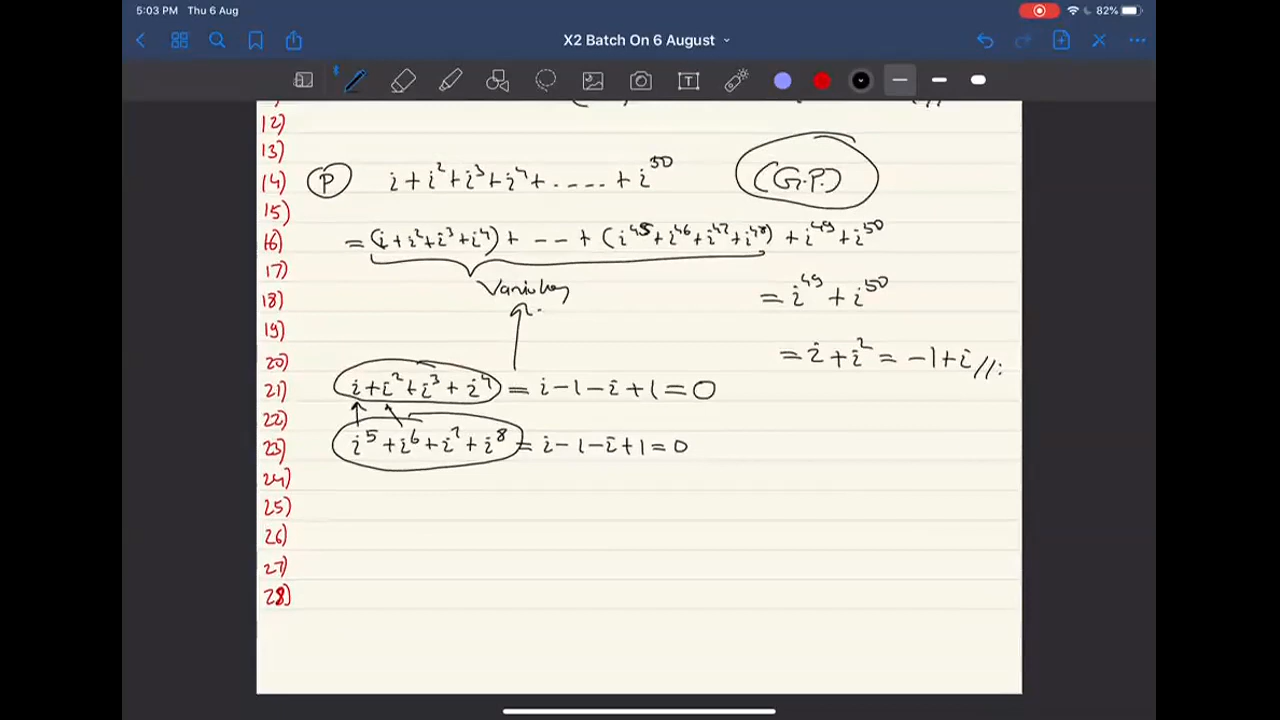 5:03 PM Thu 6 Aug 82%
X2 Batch On 6 August
12)
13)
14) (P) i + i² + i³ + i⁴ + ..... + i⁵⁰ (G.P.)
15)
16) = (i + i² + i³ + i⁴) + -- + (i⁴⁵ + i⁴⁶ + i⁴⁷ + i⁴⁸) + i⁴⁹ + i⁵⁰
17)
18) = i⁴⁹ + i⁵⁰
19)
20) = i + i² = -1 + i //
21) i + i² + i³ + i⁴ = i - 1 - i + 1 = 0
22)
23) i⁵ + i⁶ + i⁷ + i⁸ = i - 1 - i + 1 = 0
24)
25)
26)
27)
28)